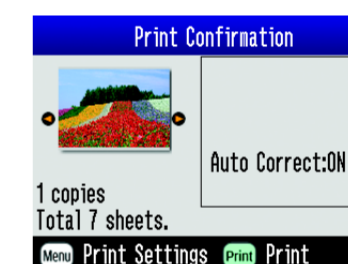 Print Confirmation
Auto Correct:ON
1 copies
Total 7 sheets.
Menu Print Settings Print Print